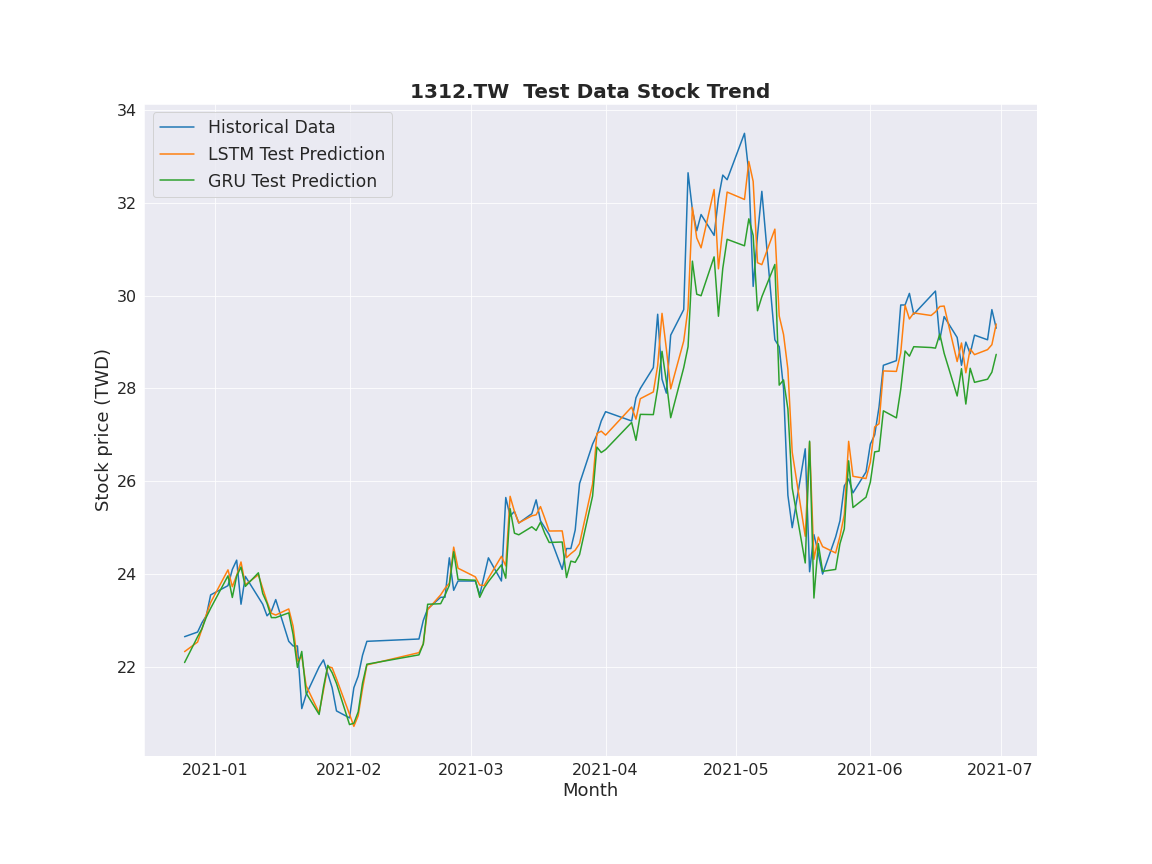 1312.TW  Test Data Stock Trend
Historical Data
LSTM Test Prediction
GRU Test Prediction
34
32
30
28
26
24
22
Stock price (TWD)
2021-01 2021-02 2021-03 2021-04 2021-05 2021-06 2021-07
Month